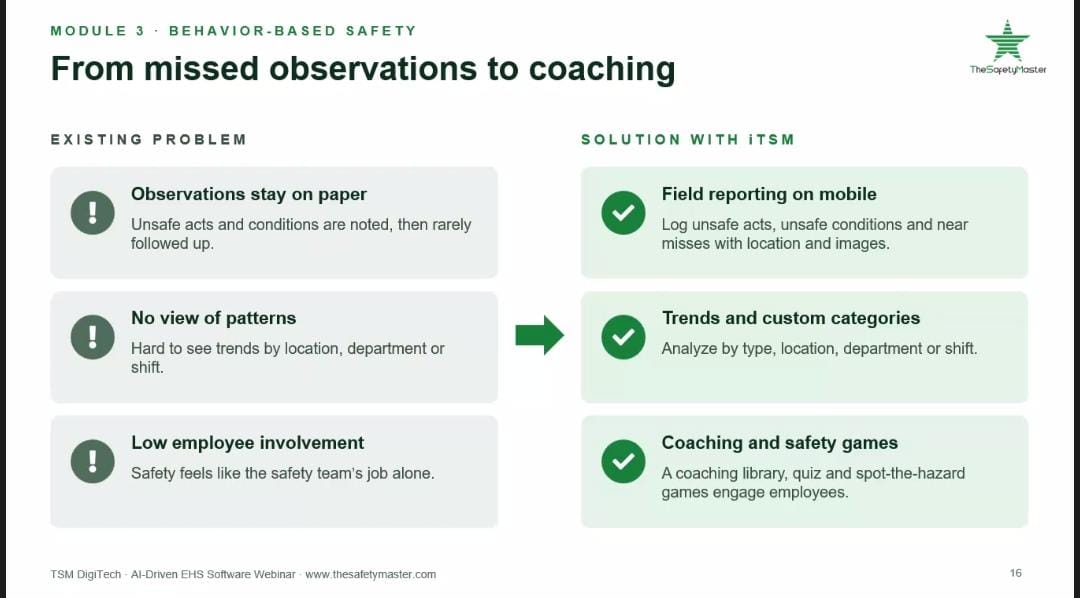 MODULE 3 · BEHAVIOR-BASED SAFETY
From missed observations to coaching
TheSafetyMaster
EXISTING PROBLEM
Observations stay on paper
Unsafe acts and conditions are noted, then rarely
followed up.
No view of patterns
Hard to see trends by location, department or
shift.
Low employee involvement
Safety feels like the safety team's job alone.
SOLUTION WITH iTSM
Field reporting on mobile
Log unsafe acts, unsafe conditions and near
misses with location and images.
Trends and custom categories
Analyze by type, location, department or shift.
Coaching and safety games
A coaching library, quiz and spot-the-hazard
games engage employees.
TSM DigiTech · AI-Driven EHS Software Webinar · www.thesafetymaster.com
16